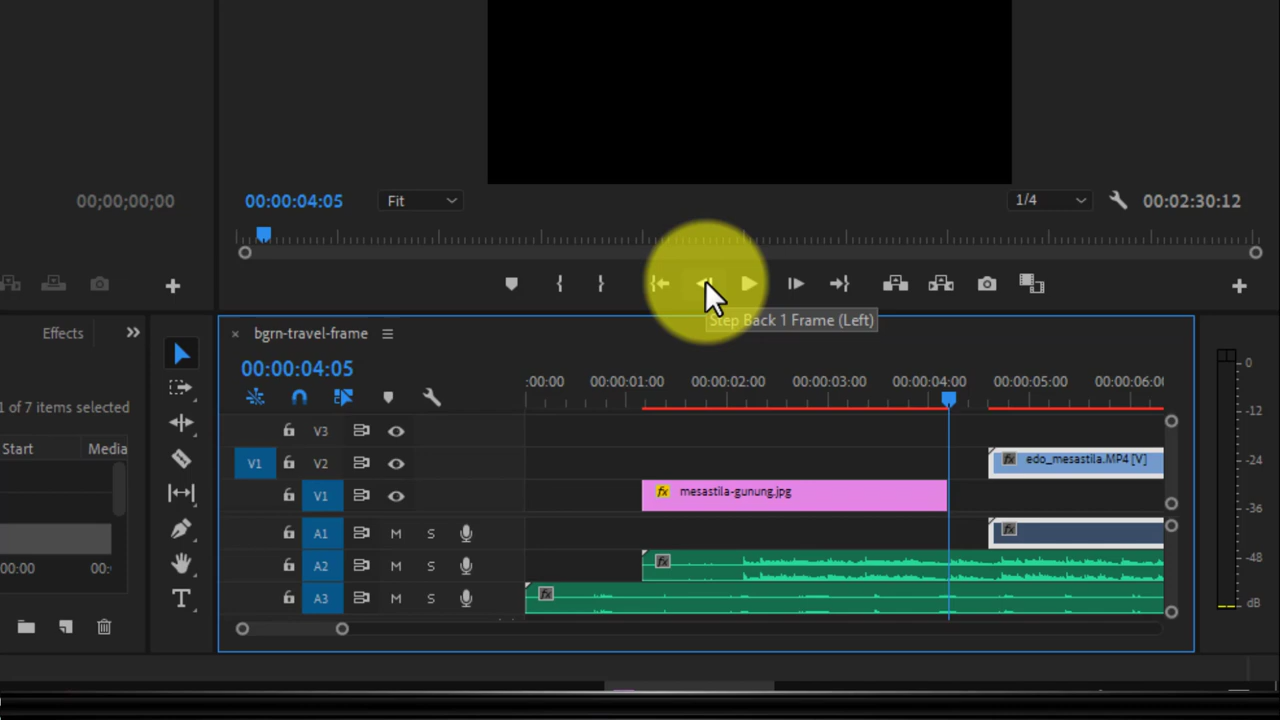 00;00;00;00
00:00:04:05
Fit
1/4
00:02:30:12
Step Back 1 Frame (Left)
Effects
bgrn-travel-frame
00:00:04:05
:00:00
00:00:01:00
00:00:02:00
00:00:03:00
00:00:04:00
00:00:05:00
00:00:06:0
1 of 7 items selected
Start
Media
V3
V1
V2
edo_mesastila.MP4 [V]
V1
fx
mesastila-gunung.jpg
A1
M
S
fx
A2
M
S
fx
A3
M
S
fx
00:00
00:
0
-12
-24
-36
-48
dB